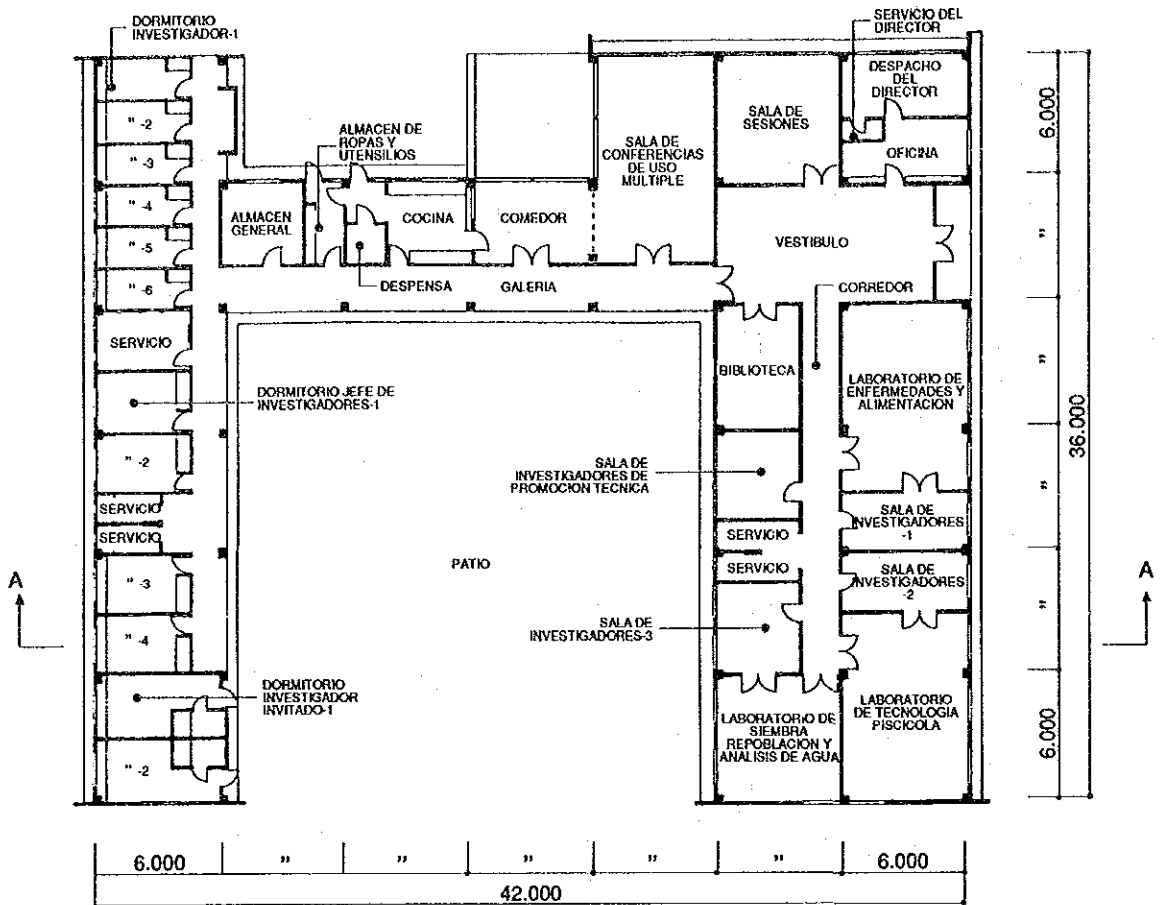 DORMITORIO
INVESTIGADOR-1
SERVICIO DEL
DIRECTOR
DESPACHO
DEL
DIRECTOR
" -2
" -3
" -4
" -5
" -6
ALMACEN DE
ROPAS Y
UTENSILIOS
SALA DE
CONFERENCIAS
DE USO
MULTIPLE
SALA DE
SESIONES
OFICINA
6.000
ALMACEN
GENERAL
COCINA
COMEDOR
VESTIBULO
"
DESPENSA
GALERIA
CORREDOR
SERVICIO
DORMITORIO JEFE DE
INVESTIGADORES-1
BIBLIOTECA
LABORATORIO DE
ENFERMEDADES Y
ALIMENTACION
"
36.000
" -2
SALA DE
INVESTIGADORES DE
PROMOCION TECNICA
"
SERVICIO
SERVICIO
SERVICIO
SERVICIO
SALA DE
INVESTIGADORES
-1
SALA DE
INVESTIGADORES
-2
PATIO
" -3
" -4
SALA DE
INVESTIGADORES-3
"
A
A
DORMITORIO
INVESTIGADOR
INVITADO-1
" -2
LABORATORIO DE
SIEMBRA
REPOBLACION Y
ANALISIS DE AGUA
LABORATORIO
DE TECNOLOGIA
PISCICOLA
6.000
6.000 " " " " " 6.000
42.000